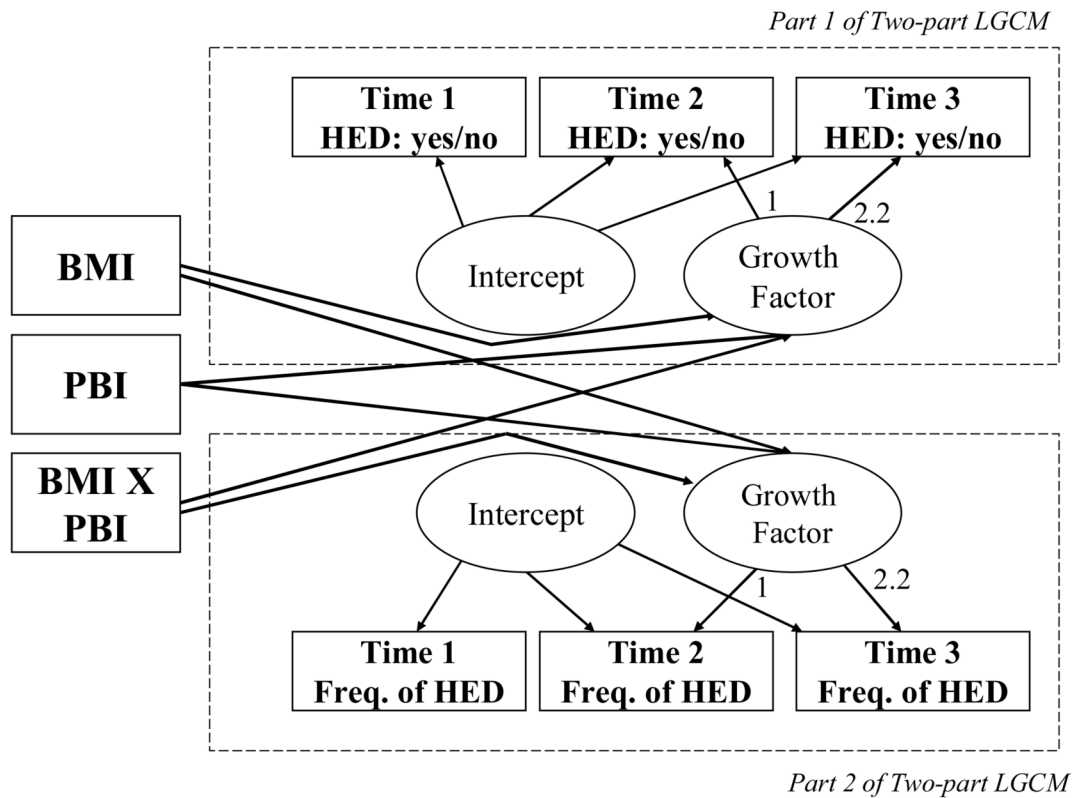 Part 1 of Two-part LGCM
Time 1
HED: yes/no
Time 2
HED: yes/no
Time 3
HED: yes/no
1
2.2
BMI
Intercept
Growth
Factor
PBI
BMI X
PBI
Intercept
Growth
Factor
1
2.2
Time 1
Freq. of HED
Time 2
Freq. of HED
Time 3
Freq. of HED
Part 2 of Two-part LGCM